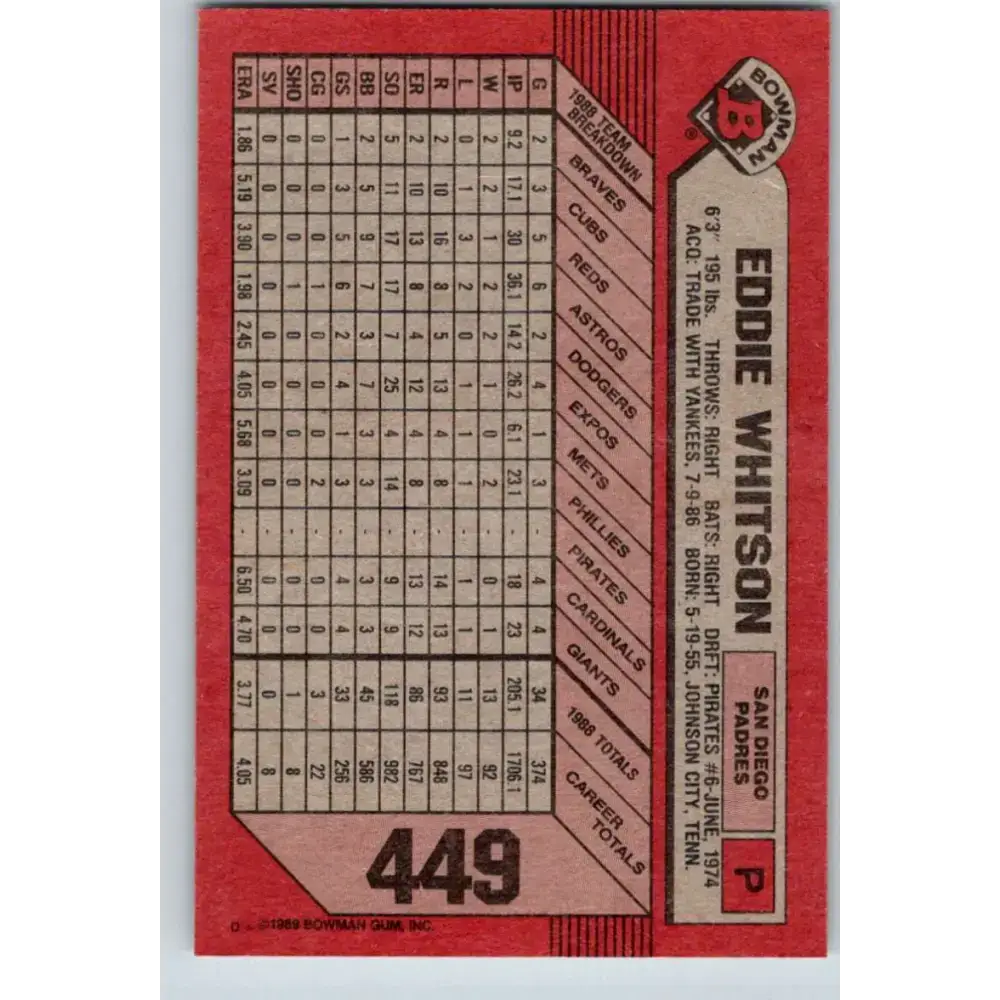 BOWMAN
B
®
EDDIE WHITSON
SAN DIEGO
PADRES
P
6'3" 195 lbs. THROWS: RIGHT BATS: RIGHT DRFT: PIRATES #6-JUNE, 1974
ACQ: TRADE WITH YANKEES, 7-9-86 BORN: 5-19-55, JOHNSON CITY, TENN.
1988 TEAM BREAKDOWN BRAVES CUBS REDS ASTROS DODGERS EXPOS METS PHILLIES PIRATES CARDINALS GIANTS 1988 TOTALS CAREER TOTALS
G 2 3 5 6 2 4 1 3 - 4 4 34 374
IP 9.2 17.1 30 36.1 14.2 26.2 6.1 23.1 - 18 23 205.1 1706.1
W 2 2 1 2 2 1 0 2 - 0 1 13 92
L 0 1 3 2 0 1 1 1 - 1 1 11 97
R 2 10 16 8 5 13 4 8 - 14 13 93 848
ER 2 10 13 8 4 12 4 8 - 13 12 86 767
SO 5 11 17 17 7 25 4 14 - 9 9 118 982
BB 2 5 9 7 3 7 3 3 - 3 3 45 586
GS 1 3 5 6 2 4 1 3 - 4 4 33 256
CG 0 0 0 1 0 0 0 2 - 0 0 3 22
SHO 0 0 0 1 0 0 0 0 - 0 0 1 8
SV 0 0 0 0 0 0 0 0 - 0 0 0 8
ERA 1.86 5.19 3.90 1.98 2.45 4.05 5.68 3.09 - 6.50 4.70 3.77 4.05
449
D ©1989 BOWMAN GUM, INC.